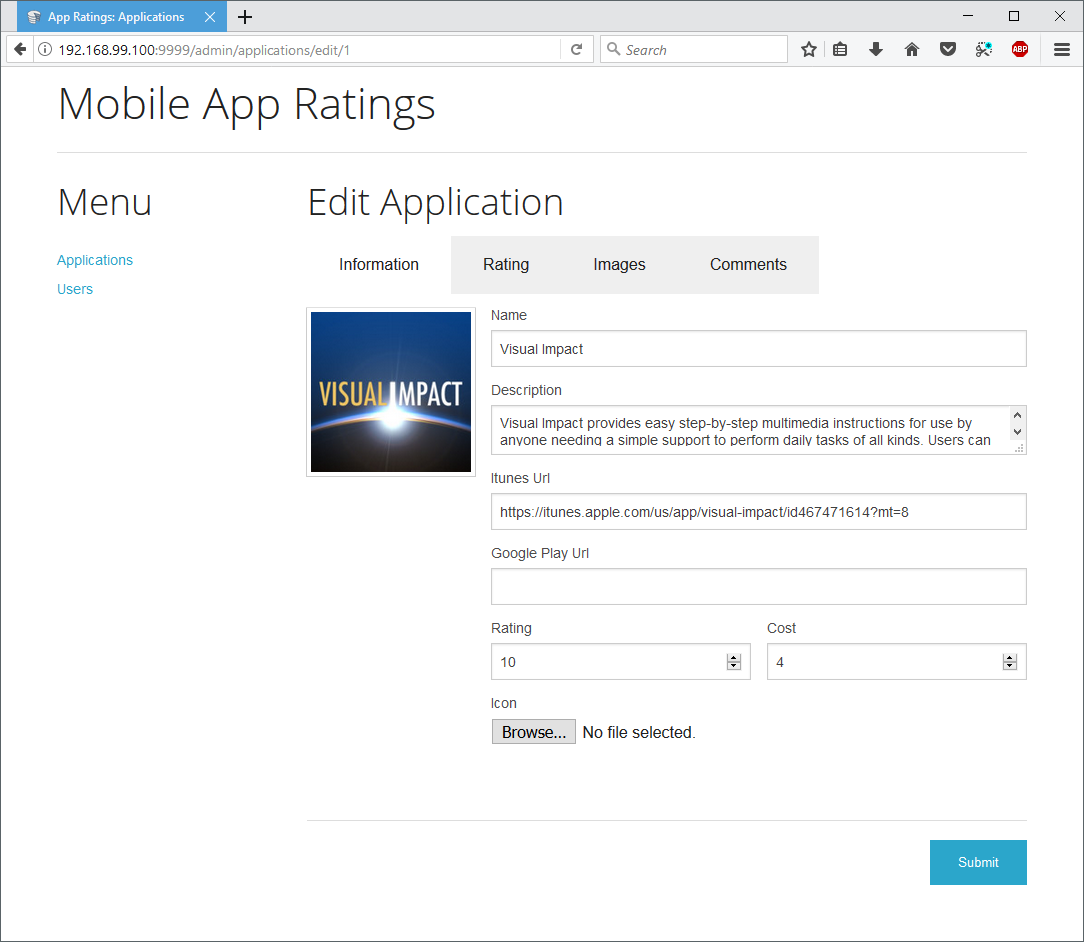 App Ratings: Applications
192.168.99.100:9999/admin/applications/edit/1
Search
ABP
Mobile App Ratings
Menu
Applications
Users
Edit Application
Information Rating Images Comments
VISUAL IMPACT
Name
Visual Impact
Description
Visual Impact provides easy step-by-step multimedia instructions for use by
anyone needing a simple support to perform daily tasks of all kinds. Users can
Itunes Url
https://itunes.apple.com/us/app/visual-impact/id467471614?mt=8
Google Play Url
Rating Cost
10 4
Icon
Browse... No file selected.
Submit